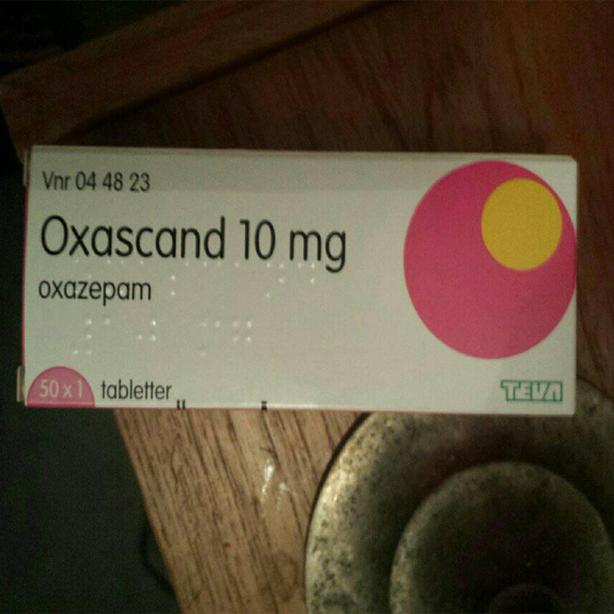 Vnr 04 48 23
Oxascand 10 mg
oxazepam
50 x 1 tabletter
TEVA